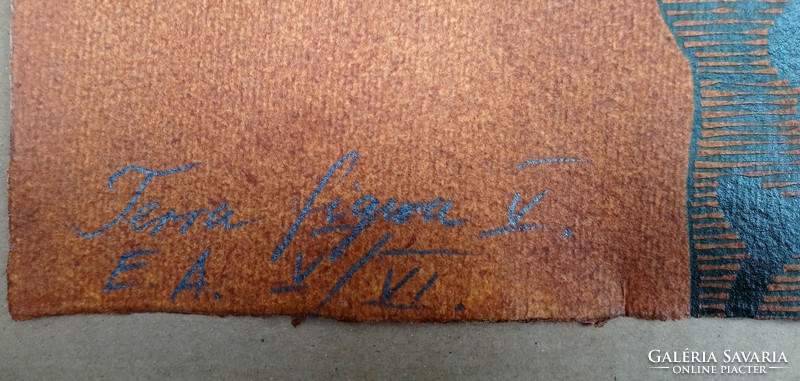 Terra figura V.
E.A. V/VI.
GALÉRIA SAVARIA
ONLINE PIACTÉR